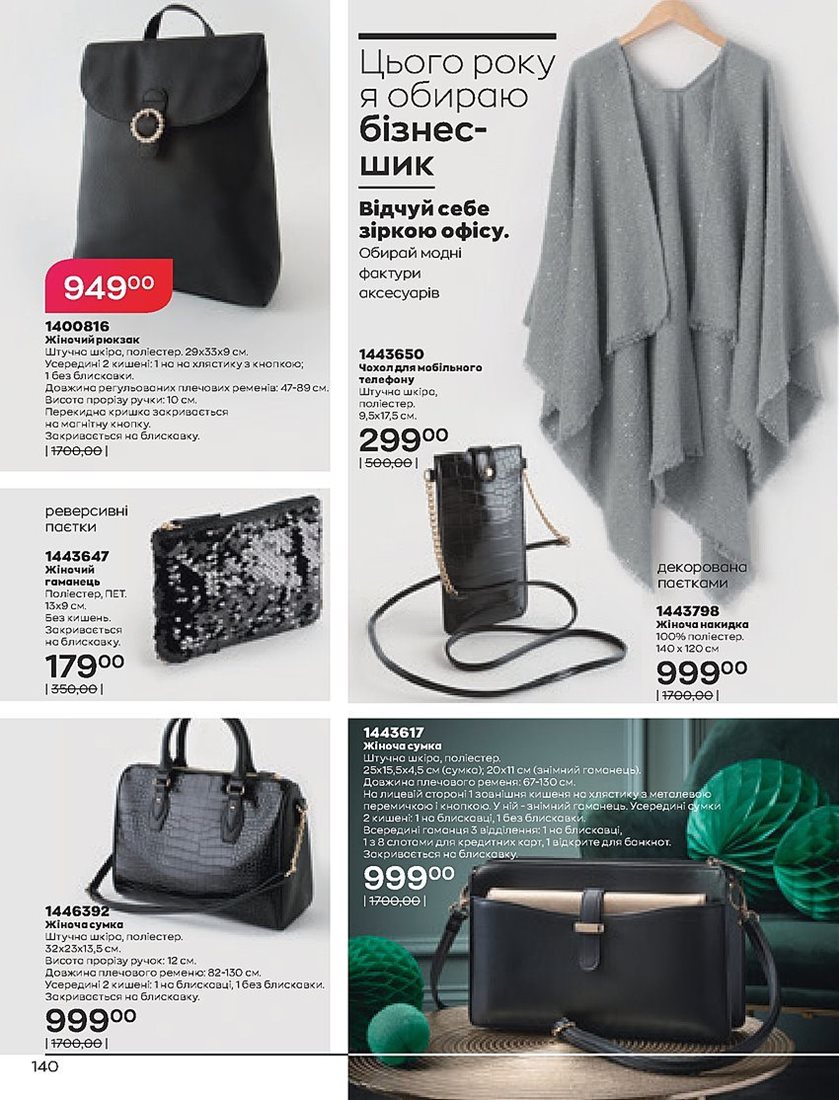 Цього року
я обираю
бізнес-
шик
Відчуй себе
зіркою офісу.
Обирай модні
фактури
аксесуарів
949⁰⁰
1400816
Жіночий рюкзак
Штучна шкіра, поліестер. 29х33х9 см.
Усередині 2 кишені: 1 на на хлястику з кнопкою;
1 без блискавки.
Довжина регульованих плечових ременів: 47-89 см.
Висота прорізу ручки: 10 см.
Перекидна кришка закривається
на магнітну кнопку.
Закривається на блискавку.
| 1700,00 |
1443650
Чохол для мобільного
телефону
Штучна шкіра,
поліестер.
9,5х17,5 см.
299⁰⁰
| 500,00 |
реверсивні
паєтки
1443647
Жіночий
гаманець
Поліестер, ПЕТ.
13х9 см.
Без кишень.
Закривається
на блискавку.
179⁰⁰
| 350,00 |
декорована
паєтками
1443798
Жіноча накидка
100% поліестер.
140 х 120 см
999⁰⁰
| 1700,00 |
1446392
Жіноча сумка
Штучна шкіра, поліестер.
32х23х13,5 см.
Висота прорізу ручок: 12 см.
Довжина плечового ременю: 82-130 см.
Усередині 2 кишені: 1 на блискавці, 1 без блискавки.
Закривається на блискавку.
999⁰⁰
| 1700,00 |
1443617
Жіноча сумка
Штучна шкіра, поліестер.
25х15,5х4,5 см (сумка); 20х11 см (знімний гаманець).
Довжина плечового ременя: 67-130 см.
На лицевій стороні 1 зовнішня кишеня на хлястику з металевою
перемичкою і кнопкою. У ній - знімний гаманець. Усередині сумки
2 кишені: 1 на блискавці, 1 без блискавки.
Всередині гаманця 3 відділення: 1 на блискавці,
1 з 8 слотами для кредитних карт, 1 відкрите для банкнот.
Закривається на блискавку.
999⁰⁰
| 1700,00 |
140